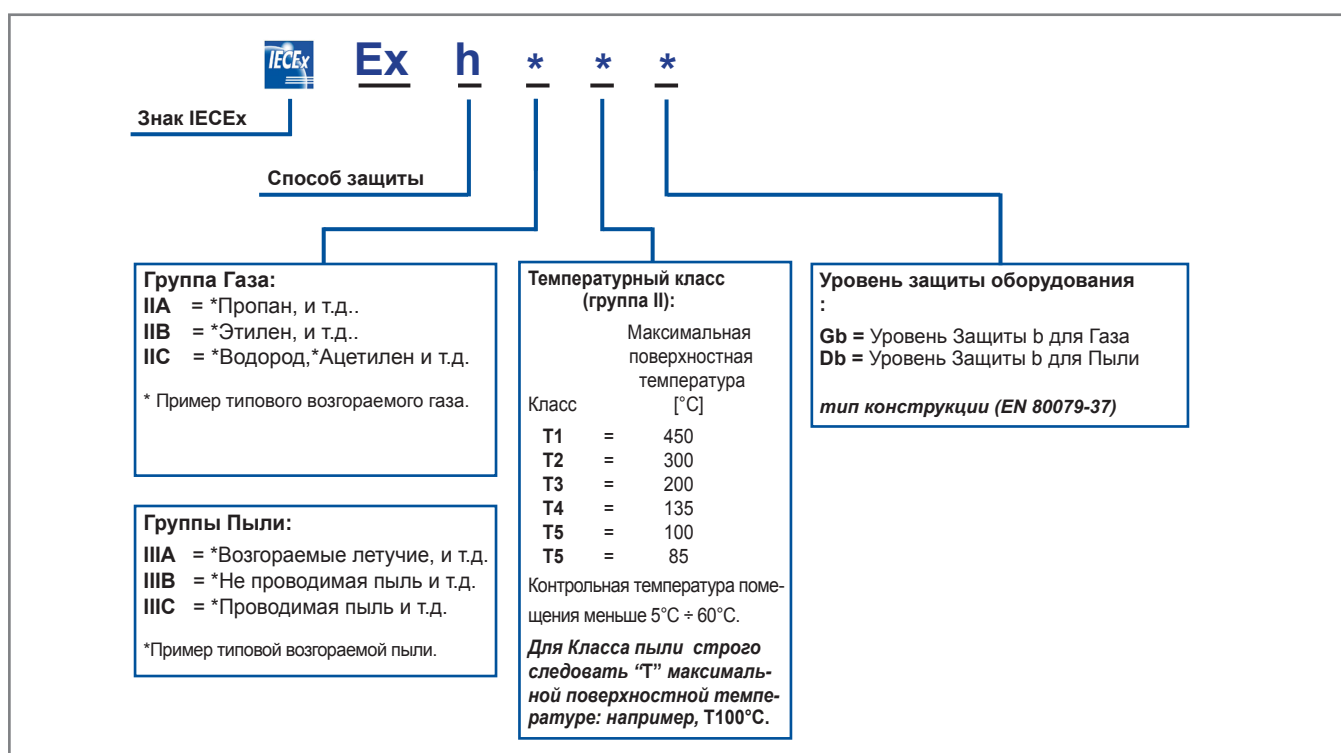 IECEx Ex h * * *
Знак IECEx
Способ защиты
Группа Газа:
IIA = *Пропан, и т.д..
IIB = *Этилен, и т.д..
IIC = *Водород,*Ацетилен и т.д.
* Пример типового возгораемого газа.
Группы Пыли:
IIIA = *Возгораемые летучие, и т.д.
IIIB = *Не проводимая пыль и т.д.
IIIC = *Проводимая пыль и т.д.
*Пример типовой возгораемой пыли.
Температурный класс
(группа II):
Максимальная
поверхностная
температура
Класс [°C]
T1 = 450
T2 = 300
T3 = 200
T4 = 135
T5 = 100
T5 = 85
Контрольная температура поме-
щения меньше 5°C ÷ 60°C.
Для Класса пыли строго
следовать “T” максималь-
ной поверхностной темпе-
ратуре: например, T100°C.
Уровень защиты оборудования
:
Gb = Уровень Защиты b для Газа
Db = Уровень Защиты b для Пыли
тип конструкции (EN 80079-37)